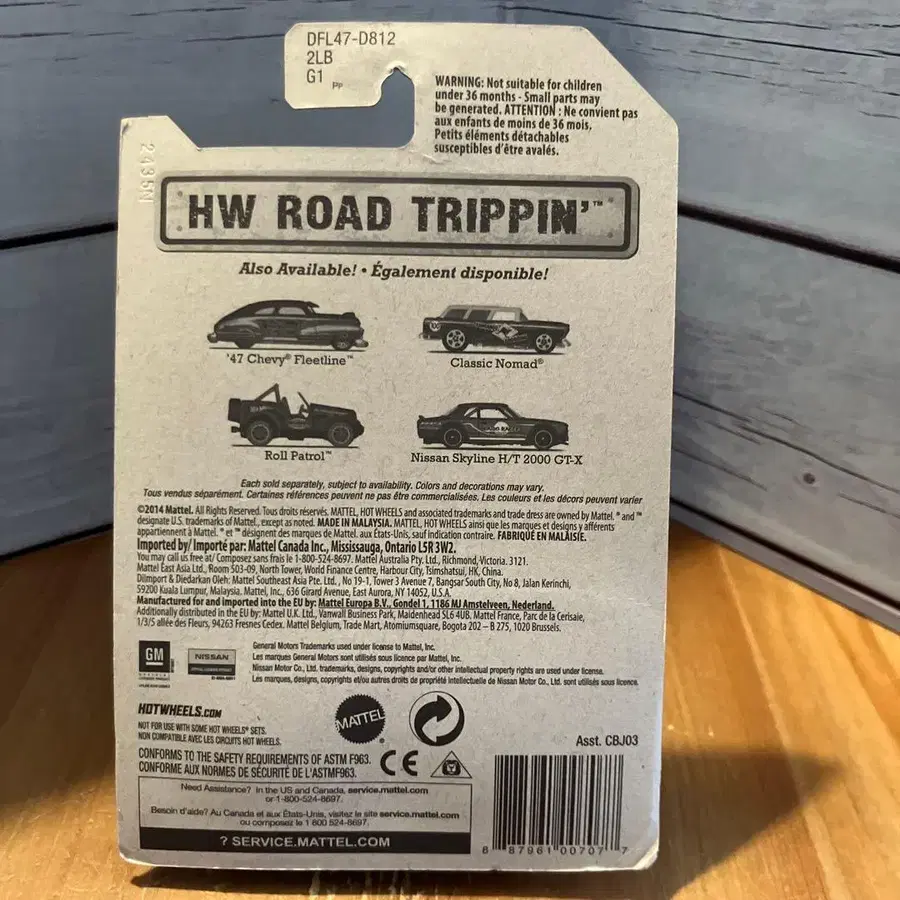 DFL47-D812
2LB
G1 PP
WARNING: Not suitable for children
under 36 months - Small parts may
be generated. ATTENTION : Ne convient pas
aux enfants de moins de 36 mois.
Petits éléments détachables
susceptibles d'être avalés.
2435N
HW ROAD TRIPPIN'™
Also Available! • Également disponible!
'47 Chevy® Fleetline™
Classic Nomad®
Roll Patrol™
Nissan Skyline H/T 2000 GT-X
Each sold separately, subject to availability. Colors and decorations may vary.
Tous vendus séparément. Certaines références peuvent ne pas être commercialisées. Les couleurs et les décors peuvent varier
©2014 Mattel. All Rights Reserved. Tous droits réservés. MATTEL, HOT WHEELS and associated trademarks and trade dress are owned by Mattel. ® and ™
designate U.S. trademarks of Mattel, except as noted. MADE IN MALAYSIA. MATTEL, HOT WHEELS ainsi que les marques et designs y afférents
appartiennent à Mattel. ® et ™ désignent des marques de Mattel aux États-Unis, sauf indication contraire. FABRIQUÉ EN MALAISIE.
Imported by/ Importé par: Mattel Canada Inc., Mississauga, Ontario L5R 3W2.
You may call us free at/ Composez sans frais le 1-800-524-8697. Mattel Australia Pty. Ltd., Richmond, Victoria. 3121.
Mattel East Asia Ltd., Room 503-09, North Tower, World Finance Centre, Harbour City, Tsimshatsui, HK, China.
Diimport & Diedarkan Oleh: Mattel Southeast Asia Pte. Ltd., No 19-1, Tower 3 Avenue 7, Bangsar South City, No 8, Jalan Kerinchi,
59200 Kuala Lumpur, Malaysia. Mattel, Inc., 636 Girard Avenue, East Aurora, NY 14052, U.S.A.
Manufactured for and imported into the EU by: Mattel Europa B.V., Gondel 1, 1186 MJ Amstelveen, Nederland.
Additionally distributed in the EU by: Mattel U.K. Ltd., Vanwall Business Park, Maidenhead SL6 4UB. Mattel France, Parc de la Cerisaie,
1/3/5 allée des Fleurs, 94263 Fresnes Cedex. Mattel Belgium, Trade Mart, Atomiumsquare, Bogota 202 – B 275, 1020 Brussels.
GM
NISSAN
General Motors Trademarks used under license to Mattel, Inc.
Les marques General Motors sont utilisés sous licence par Mattel, Inc.
Nissan Motor Co., Ltd. trademarks, designs, copyrights and/or other intellectual property rights are used under license.
Les marques, designs, copyrights et/ou autres droits de propriété intellectuelle de Nissan Motor Co., Ltd. sont utilisés sous licence.
HOTWHEELS.COM
NOT FOR USE WITH SOME HOT WHEELS® SETS.
NON COMPATIBLE AVEC LES CIRCUITS HOT WHEELS.
MATTEL
CONFORMS TO THE SAFETY REQUIREMENTS OF ASTM F963.
CONFORME AUX NORMES DE SÉCURITÉ DE L'ASTMF963.
CE
Asst. CBJ03
Need Assistance? In the US and Canada, service.mattel.com
or 1-800-524-8697.
Besoin d'aide? Au Canada et aux États-Unis, visitez le site service.mattel.com
ou composez le 1 800 524-8697.
? SERVICE.MATTEL.COM
8 87961 00707 7